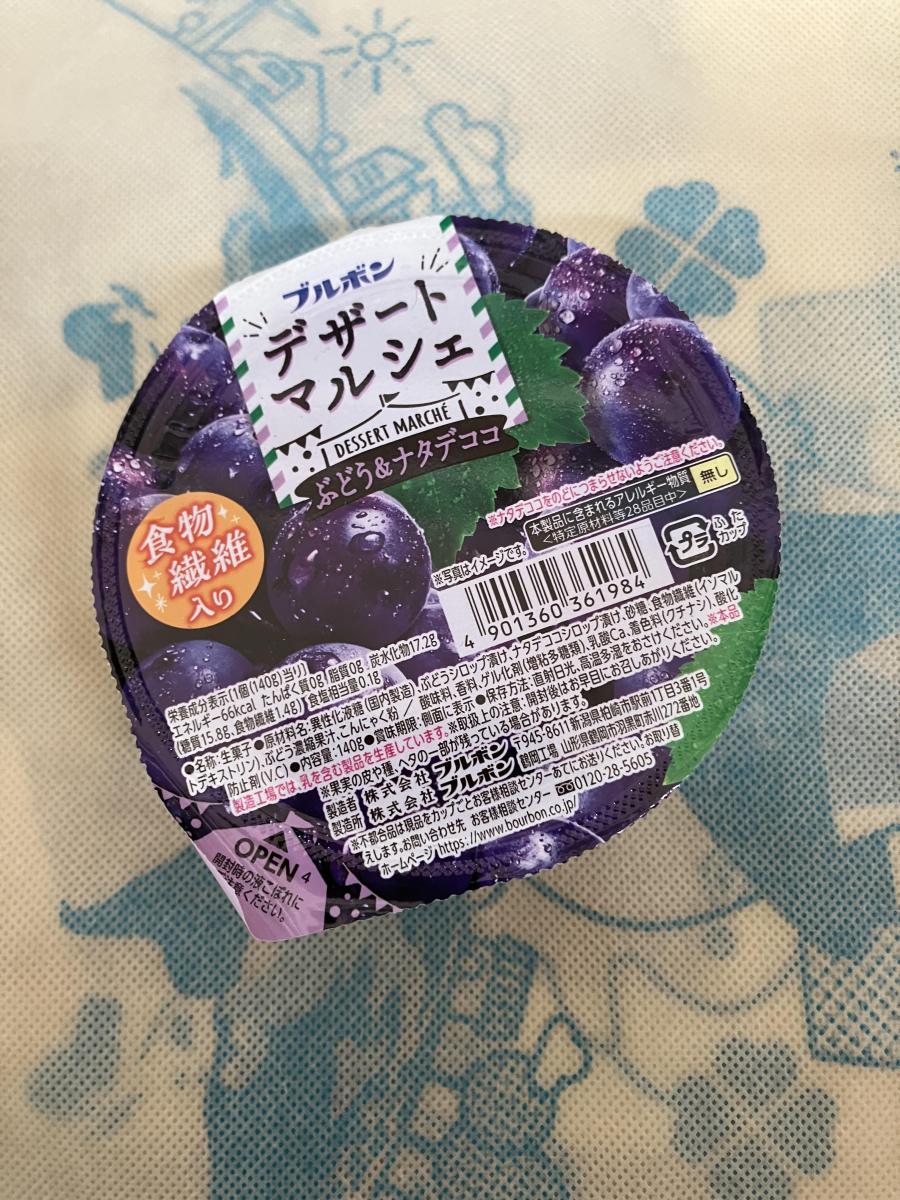 ブルボン
デザート
マルシェ
DESSERT MARCHÉ
ぶどう&ナタデココ
食物
繊維
入り
※ナタデココをのどにつまらせないようご注意ください。
本製品に含まれるアレルギー物質
<特定原材料等28品目中>
無し
※写真はイメージです。
プラ
ふた
カップ
4 901360 361984
栄養成分表示(1個(140g)当り)
エネルギー66kcal たんぱく質0g 脂質0g 炭水化物17.2g
(糖質15.8g、食物繊維1.4g) 食塩相当量0.18
●名称:生菓子●原材料名:異性化液糖(国内製造)、ぶどうシロップ漬け、ナタデココシロップ漬け、砂糖、食物繊維(イソマル
トデキストリン)、ぶどう濃縮果汁、こんにゃく粉/酸味料、香料、ゲル化剤(増粘多糖類)、乳酸Ca、着色料(クチナシ)、酸化
防止剤(V.C)●内容量:140g●賞味期限:側面に表示●保存方法:直射日光、高温多湿をおさけください。※本品
製造工場では、乳を含む製品を生産しています。※取扱上の注意:開封後はお早目にお召しあがりください。
※果実の皮や種、ヘタの一部が残っている場合があります。
製造者 株式会社 ブルボン 〒945-8611新潟県柏崎市駅前1丁目3番1号
製造所 株式会社 ブルボン 鶴岡工場 山形県鶴岡市羽黒町赤川272番地
※不都合品は現品をカップごとお客様相談センターあてにお送りください。お取り替
えします。お問い合わせ先 お客様相談センター 0120-28-5605
ホームページ https://www.bourbon.co.jp
OPEN 4
開封時の液こぼれに
ご注意ください。